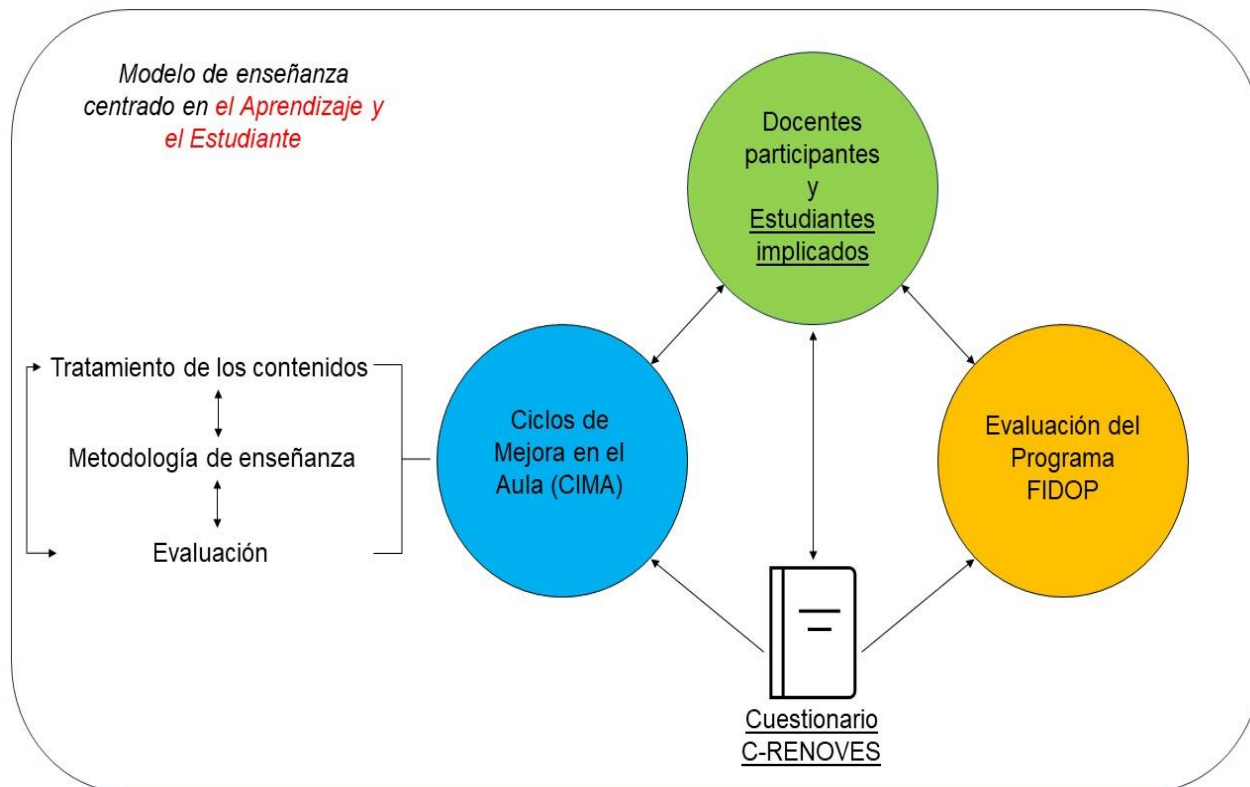 Modelo de enseñanza
centrado en el Aprendizaje y
el Estudiante
Docentes
participantes
y
Estudiantes
implicados
Tratamiento de los contenidos
Metodología de enseñanza
Evaluación
Ciclos de
Mejora en el
Aula (CIMA)
Evaluación del
Programa
FIDOP
Cuestionario
C-RENOVES